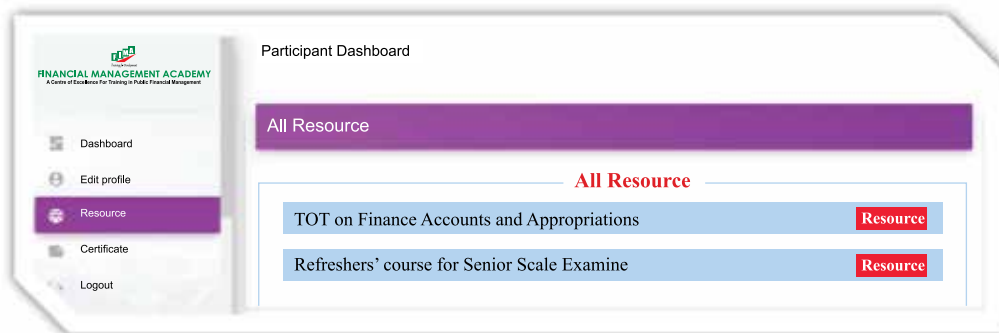 FIMA
FINANCIAL MANAGEMENT ACADEMY
A Centre of Excellence For Training in Public Financial Management
Dashboard
Edit profile
Resource
Certificate
Logout
Participant Dashboard
All Resource
All Resource
TOT on Finance Accounts and Appropriations Resource
Refreshers’ course for Senior Scale Examine Resource